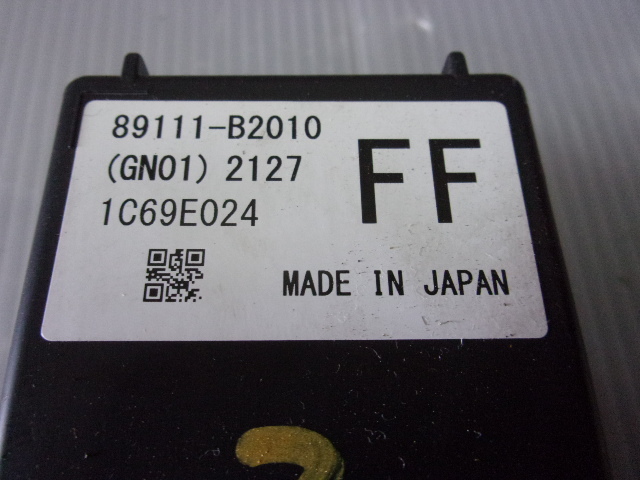 89111-B2010
(GN01) 2127
1C69E024
FF
MADE IN JAPAN